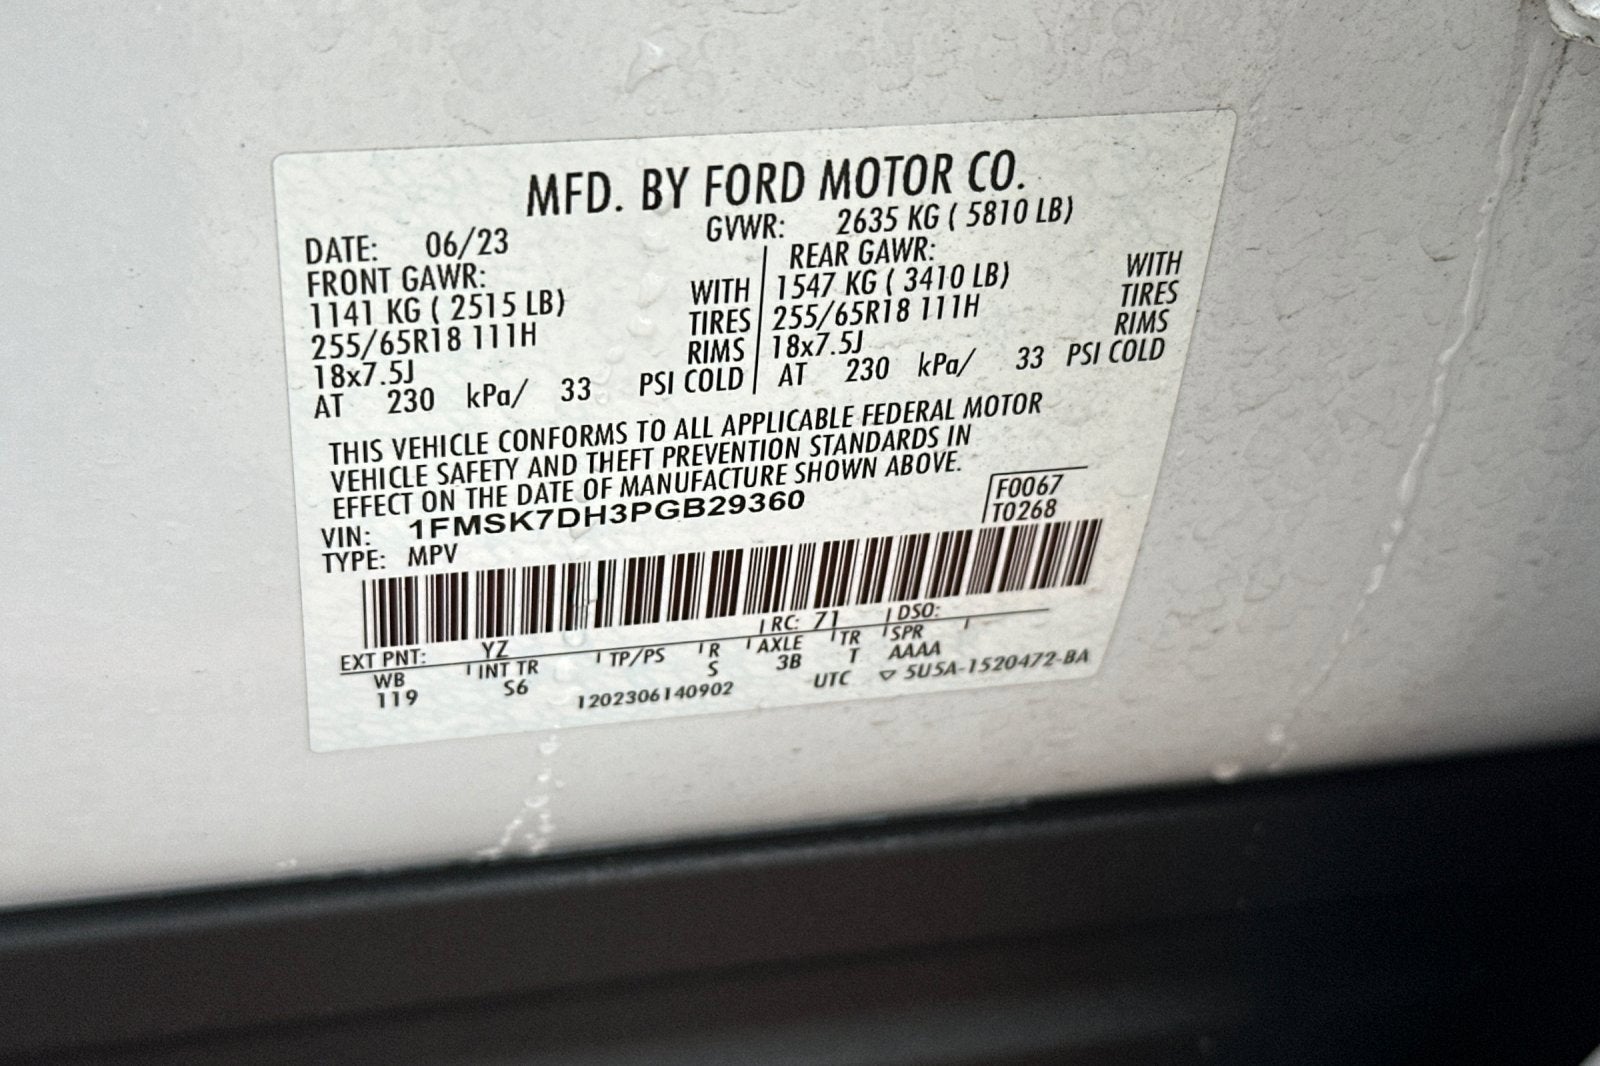 MFD. BY FORD MOTOR CO.
DATE: 06/23 GVWR: 2635 KG ( 5810 LB)
FRONT GAWR: REAR GAWR:
1141 KG ( 2515 LB) WITH 1547 KG ( 3410 LB) WITH
255/65R18 111H TIRES 255/65R18 111H TIRES
18x7.5J RIMS 18x7.5J RIMS
AT 230 kPa/ 33 PSI COLD AT 230 kPa/ 33 PSI COLD
THIS VEHICLE CONFORMS TO ALL APPLICABLE FEDERAL MOTOR
VEHICLE SAFETY AND THEFT PREVENTION STANDARDS IN
EFFECT ON THE DATE OF MANUFACTURE SHOWN ABOVE.
VIN: 1FMSK7DH3PGB29360 F0067
TYPE: MPV T0268
EXT PNT: YZ RC: 71 DSO:
WB INT TR TP/PS R AXLE TR SPR
119 S6 S 3B T AAAA
1202306140902 UTC ▽ 5U5A-1520472-BA